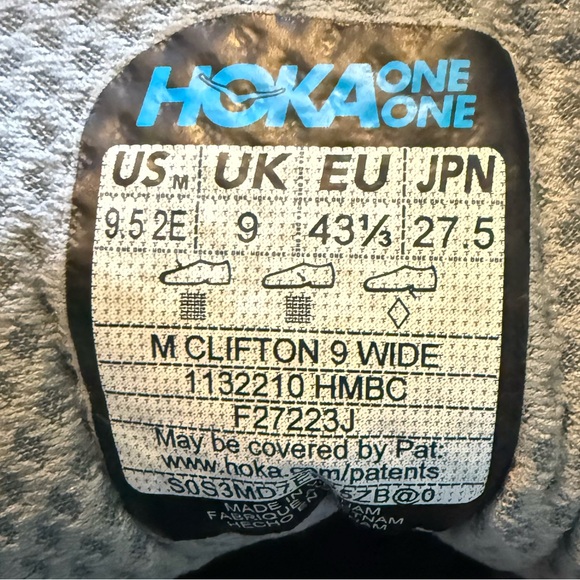 HOKA ONE ONE
US M UK EU JPN
9.5 2E 9 43⅓ 27.5
M CLIFTON 9 WIDE
1132210 HMBC
F27223J
May be covered by Pat:
www.hoka.com/patents
MADE IN
HECHO